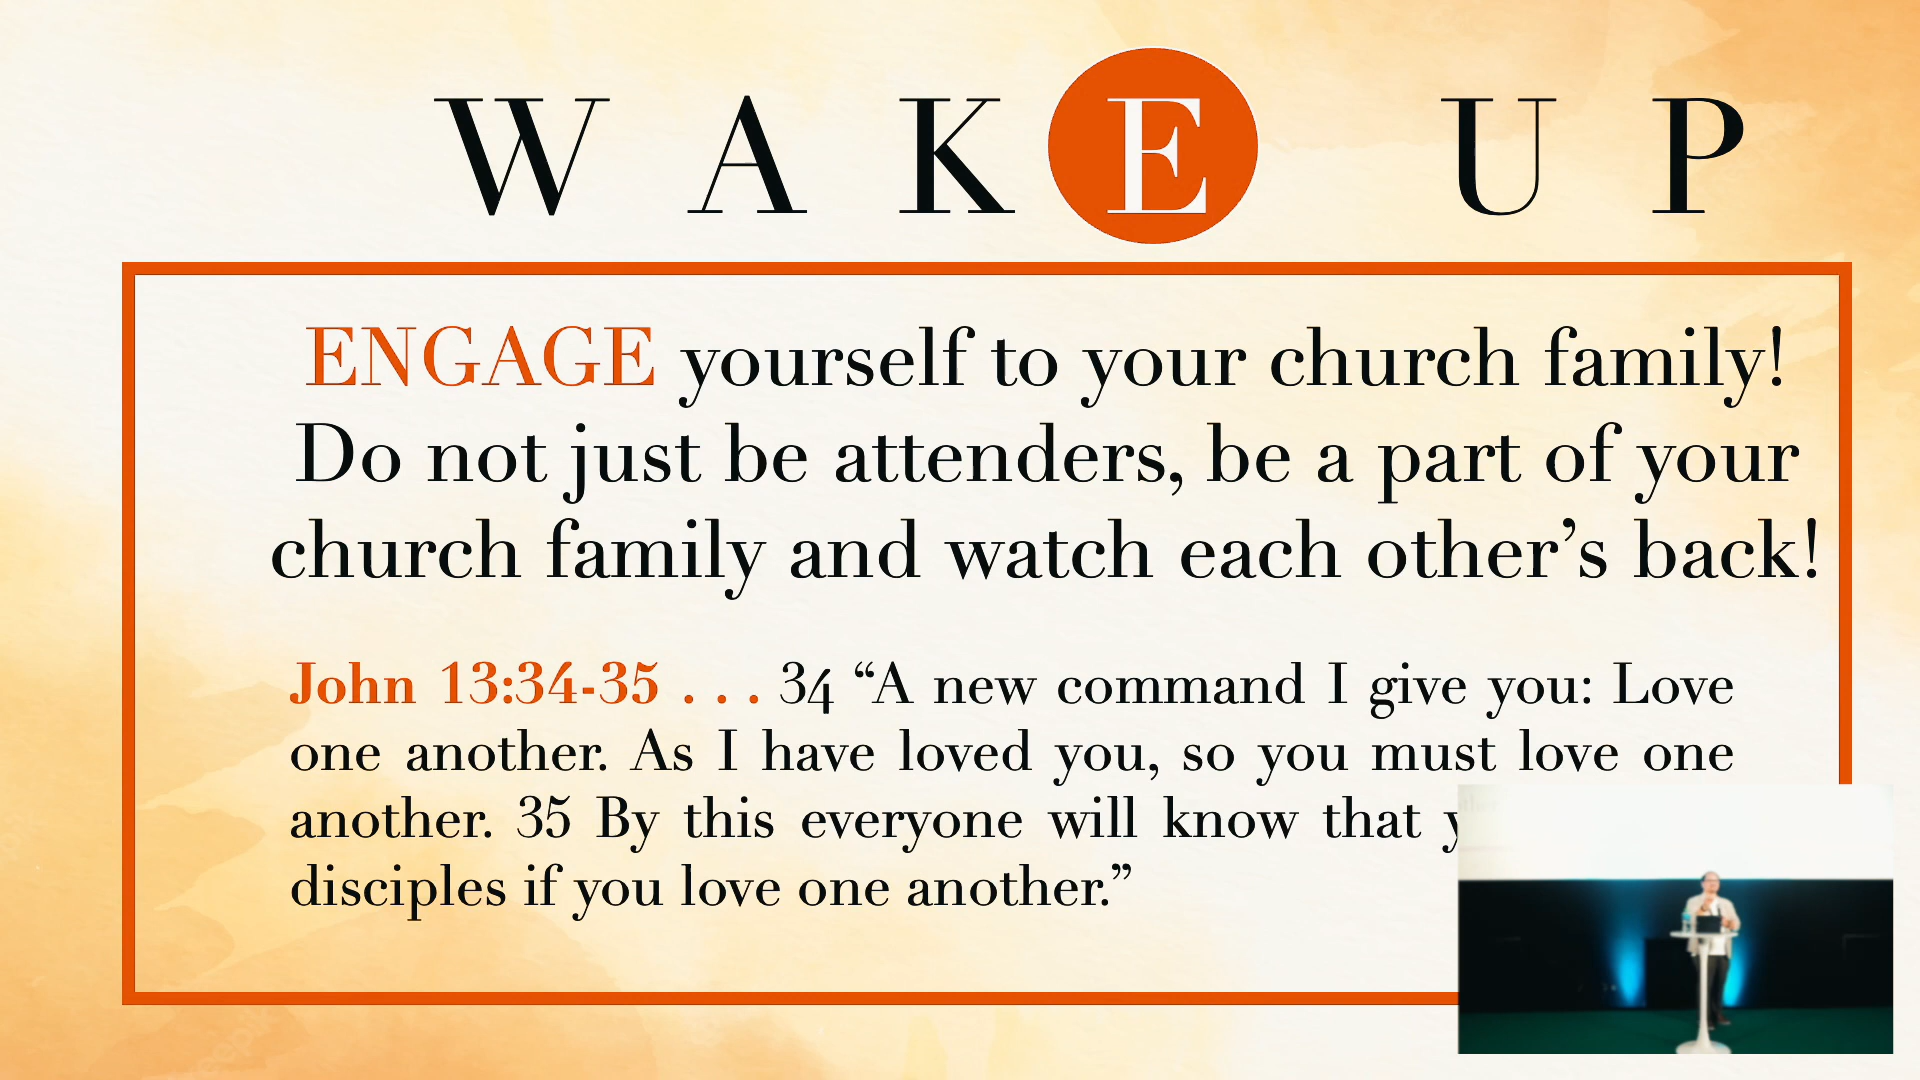 WAKE UP
ENGAGE yourself to your church family!
Do not just be attenders, be a part of your
church family and watch each other’s back!
John 13:34-35 . . . 34 “A new command I give you: Love
one another. As I have loved you, so you must love one
another. 35 By this everyone will know that
disciples if you love one another.”